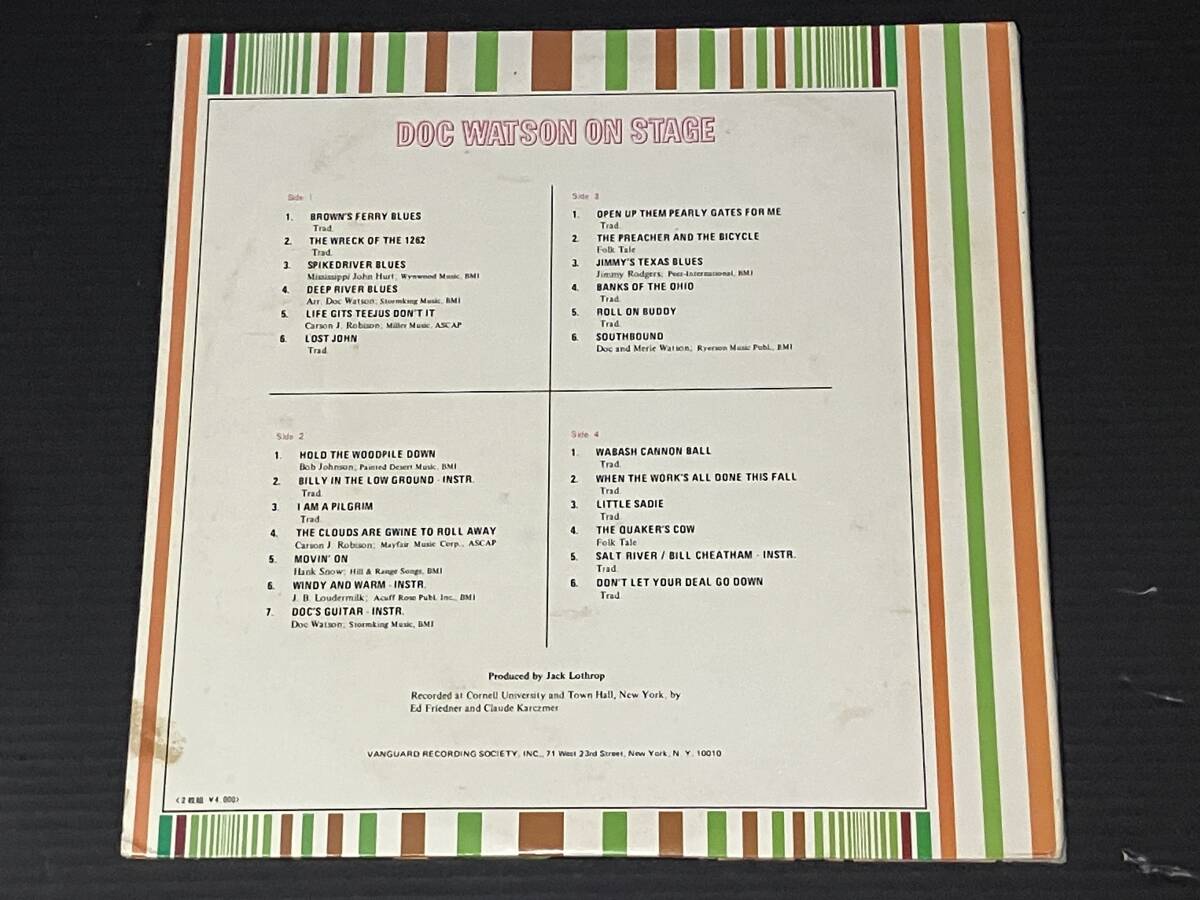 DOC WATSON ON STAGE
Side 1
1. BROWN'S FERRY BLUES
Trad.
2. THE WRECK OF THE 1262
Trad.
3. SPIKEDRIVER BLUES
Mississippi John Hurt; Wynwood Music, BMI
4. DEEP RIVER BLUES
Arr. Doc Watson; Stormking Music, BMI
5. LIFE GITS TEEJUS DON'T IT
Carson J. Robison; Miller Music, ASCAP
6. LOST JOHN
Trad.
Side 2
1. HOLD THE WOODPILE DOWN
Bob Johnson; Painted Desert Music, BMI
2. BILLY IN THE LOW GROUND - INSTR.
Trad.
3. I AM A PILGRIM
Trad.
4. THE CLOUDS ARE GWINE TO ROLL AWAY
Carson J. Robison; Mayfair Music Corp., ASCAP
5. MOVIN' ON
Hank Snow; Hill & Range Songs, BMI
6. WINDY AND WARM - INSTR.
J. B. Loudermilk; Acuff Rose Publ. Inc., BMI
7. DOC'S GUITAR - INSTR.
Doc Watson; Stormking Music, BMI
Side 3
1. OPEN UP THEM PEARLY GATES FOR ME
Trad.
2. THE PREACHER AND THE BICYCLE
Folk Tale
3. JIMMY'S TEXAS BLUES
Jimmy Rodgers; Peer-International, BMI
4. BANKS OF THE OHIO
Trad.
5. ROLL ON BUDDY
Trad.
6. SOUTHBOUND
Doc and Merle Watson; Ryerson Music Publ., BMI
Side 4
1. WABASH CANNON BALL
Trad.
2. WHEN THE WORK'S ALL DONE THIS FALL
Trad.
3. LITTLE SADIE
Trad.
4. THE QUAKER'S COW
Folk Tale
5. SALT RIVER / BILL CHEATHAM - INSTR.
Trad.
6. DON'T LET YOUR DEAL GO DOWN
Trad.
Produced by Jack Lothrop
Recorded at Cornell University and Town Hall, New York, by
Ed Friedner and Claude Karczmer
VANGUARD RECORDING SOCIETY, INC., 71 West 23rd Street, New York, N. Y. 10010
<2枚組 ¥4,000>